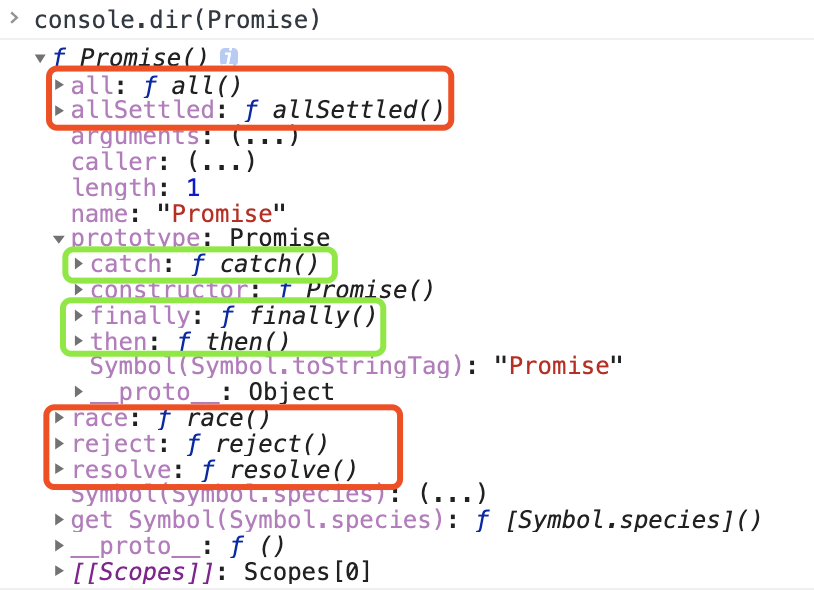 > console.dir(Promise)
▼ ƒ Promise() i
▶ all: ƒ all()
▶ allSettled: ƒ allSettled()
arguments: (...)
caller: (...)
length: 1
name: "Promise"
▼ prototype: Promise
▶ catch: ƒ catch()
▶ constructor: ƒ Promise()
▶ finally: ƒ finally()
▶ then: ƒ then()
Symbol(Symbol.toStringTag): "Promise"
▶ __proto__: Object
▶ race: ƒ race()
▶ reject: ƒ reject()
▶ resolve: ƒ resolve()
Symbol(Symbol.species): (...)
▶ get Symbol(Symbol.species): ƒ [Symbol.species]()
▶ __proto__: ƒ ()
▶ [[Scopes]]: Scopes[0]